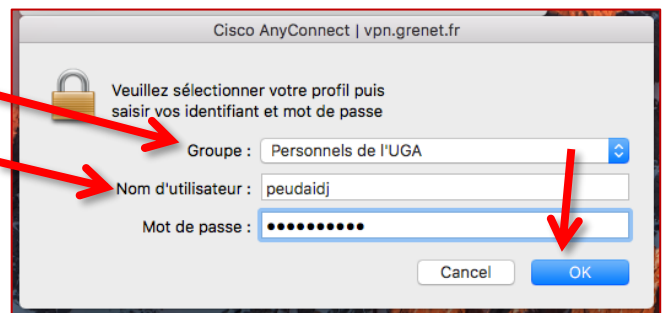 Cisco AnyConnect | vpn.grenet.fr
Veuillez sélectionner votre profil puis
saisir vos identifiant et mot de passe
Groupe : Personnels de l'UGA
Nom d'utilisateur : peudaidj
Mot de passe : ••••••••••
Cancel OK